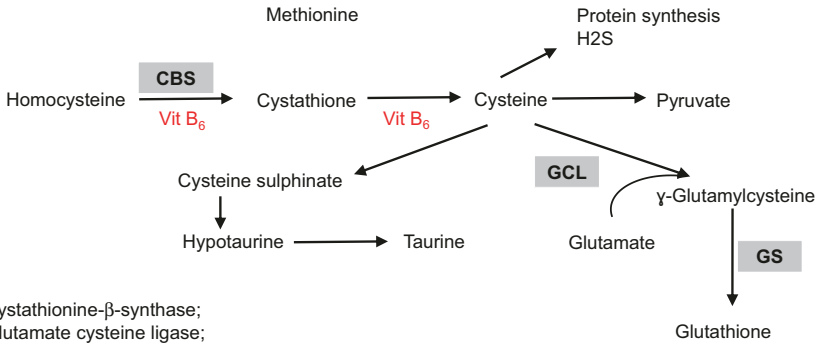 Methionine
Protein synthesis
H2S
CBS
Homocysteine
Cystathione
Cysteine
Pyruvate
Vit B6
Vit B6
Cysteine sulphinate
GCL
γ-Glutamylcysteine
Hypotaurine
Taurine
Glutamate
GS
ystathionine-β-synthase;
lutamate cysteine ligase;
Glutathione